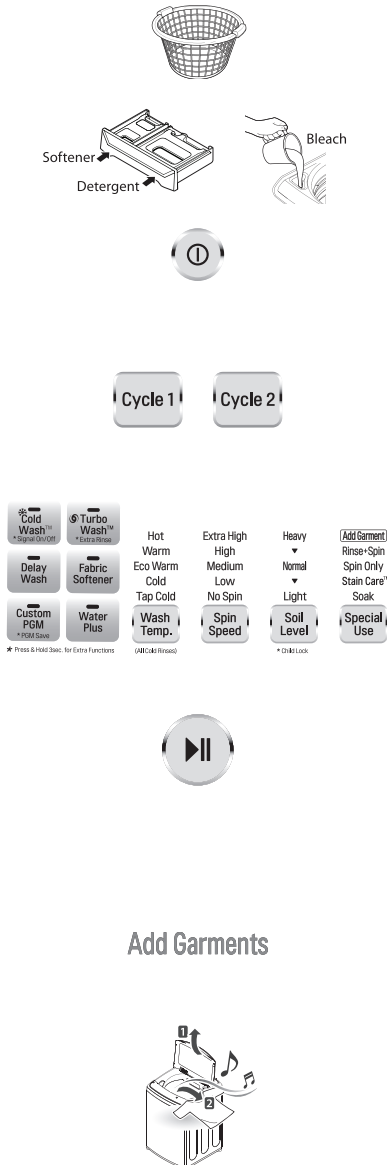 Bleach
Softener
Detergent
Cycle 1
Cycle 2
Cold
Wash™
* Signal On/Off
Turbo
Wash™
* Extra Rinse
Delay
Wash
Fabric
Softener
Custom
PGM
* PGM Save
Water
Plus
* Press & Hold 3sec. for Extra Functions
Hot
Warm
Eco Warm
Cold
Tap Cold
Wash
Temp.
(All Cold Rinses)
Extra High
High
Medium
Low
No Spin
Spin
Speed
Heavy
Normal
Light
Soil
Level
* Child Lock
Add Garment
Rinse+Spin
Spin Only
Stain Care™
Soak
Special
Use
Add Garments
1
2